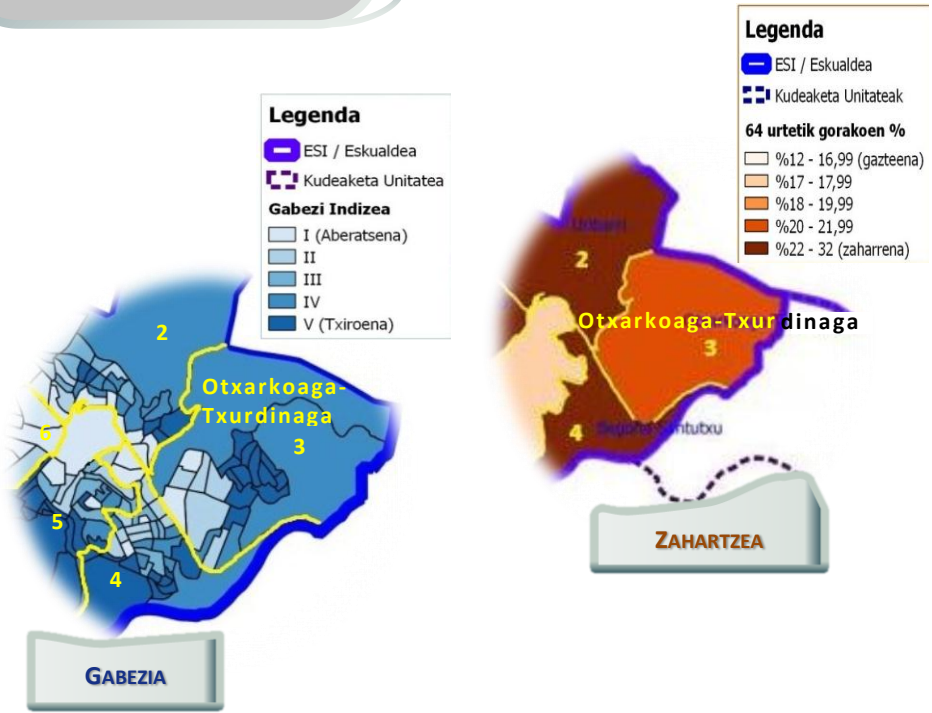 Legenda
ESI / Eskualdea
Kudeaketa Unitatea
Gabezi Indizea
I (Aberatsena)
II
III
IV
V (Txiroena)
2
Otxarkoaga-
Txurdinaga
3
6
5
4
GABEZIA
Legenda
ESI / Eskualdea
Kudeaketa Unitateak
64 urtetik gorakoen %
%12 - 16,99 (gazteena)
%17 - 17,99
%18 - 19,99
%20 - 21,99
%22 - 32 (zaharrena)
2
Otxarkoaga-Txurdinaga
3
4
ZAHARTZEA